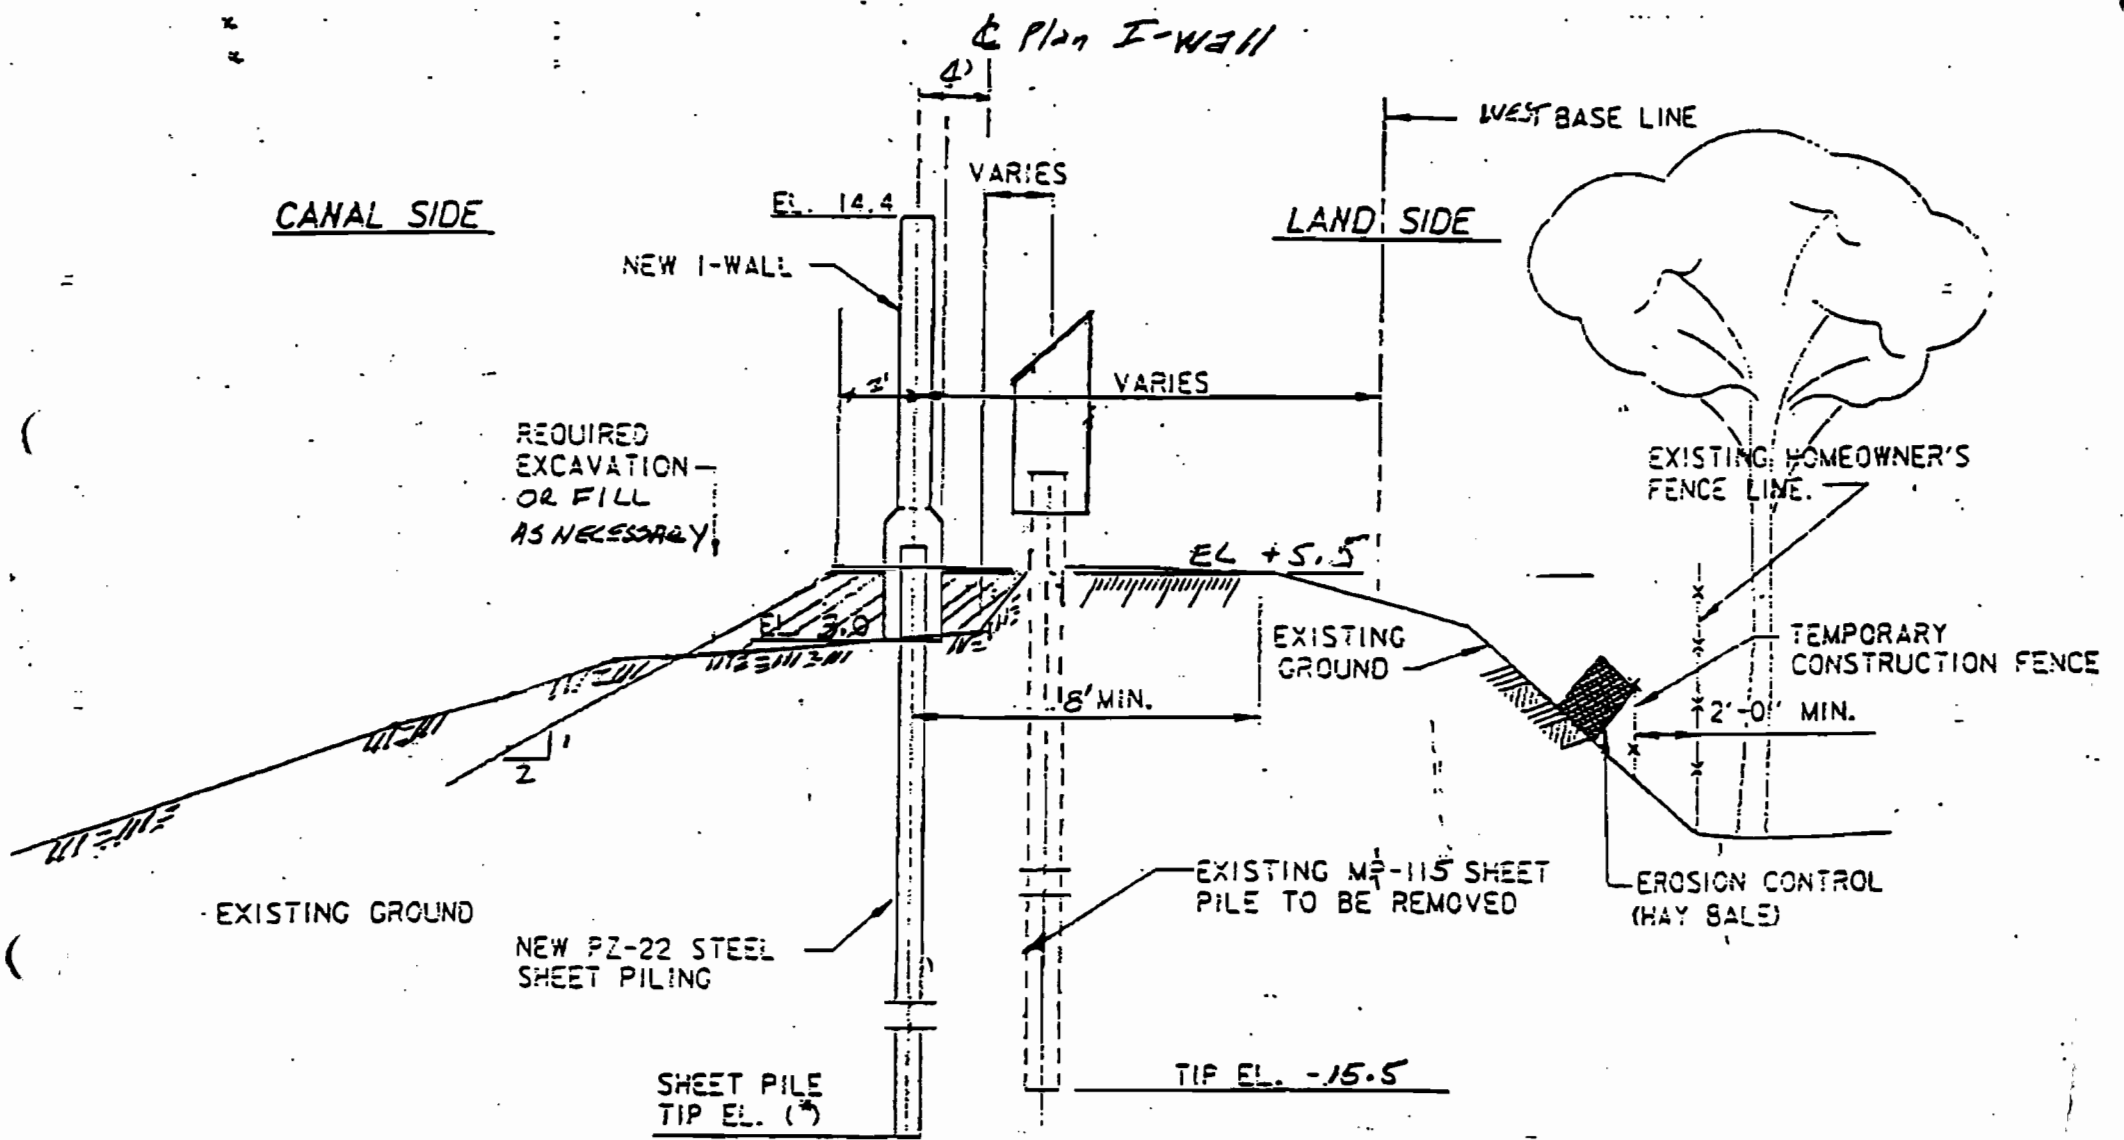 ℄ Plan I-Wall
4'
WEST BASE LINE
VARIES
EL. 14.4
CANAL SIDE
LAND SIDE
NEW I-WALL
VARIES
REQUIRED
EXCAVATION
OR FILL
AS NECESSARY
EXISTING HOMEOWNER'S
FENCE LINE.
EL +5.5
EL 3.0
EXISTING
GROUND
TEMPORARY
CONSTRUCTION FENCE
8' MIN.
2'-0" MIN.
1
2
EXISTING MP-115 SHEET
PILE TO BE REMOVED
EROSION CONTROL
(HAY BALE)
EXISTING GROUND
NEW PZ-22 STEEL
SHEET PILING
TIP EL. -15.5
SHEET PILE
TIP EL. (*)